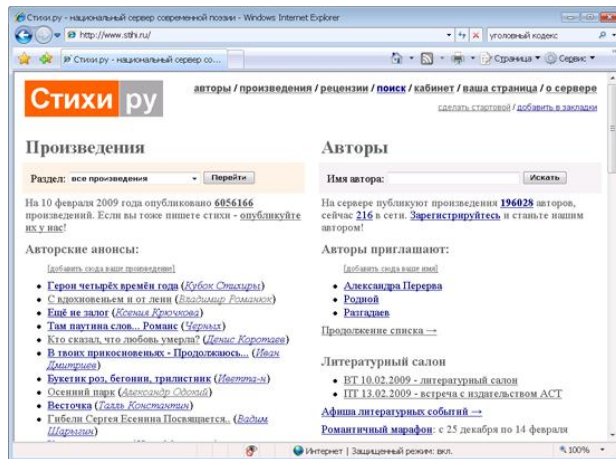 Стихи.ру - национальный сервер современной поэзии - Windows Internet Explorer
http://www.stihi.ru/
уголовный кодекс
Стихи.ру - национальный сервер со...
Страница
Сервис
Стихи ру
авторы / произведения / рецензии / поиск / кабинет / ваша страница / о сервере
сделать стартовой / добавить в закладки
Произведения
Раздел: все произведения Перейти
На 10 февраля 2009 года опубликовано 6056166
произведений. Если вы тоже пишете стихи - опубликуйте
их у нас!
Авторские анонсы:
[добавить сюда ваше произведение]
Герои четырёх времён года (Кубок Стихиры)
С вдохновеньем и от лени (Владимир Романюк)
Ещё не залог (Ксения Крючкова)
Там паутина слов... Романс (Черных)
Кто сказал, что любовь умерла? (Денис Коротаев)
В твоих прикосновеньях - Продолжаюсь... (Иван
Дмитриев)
Букетик роз, бегонии, трилистник (Иветта-н)
Осенний парк (Александр Одокий)
Весточка (Талль Константин)
Гибели Сергея Есенина Посвящается.. (Вадим
Шарыгин)
Авторы
Имя автора: Искать
На сервере публикуют произведения 196028 авторов,
сейчас 216 в сети. Зарегистрируйтесь и станьте нашим
автором!
Авторы приглашают:
[добавить сюда ваше имя]
Александра Перерва
Родной
Разгадаев
Продолжение списка →
Литературный салон
ВТ 10.02.2009 - литературный салон
ПТ 13.02.2009 - встреча с издательством АСТ
Афиша литературных событий →
Романтичный марафон: с 25 декабря по 14 февраля
Интернет | Защищенный режим: вкл.
100%